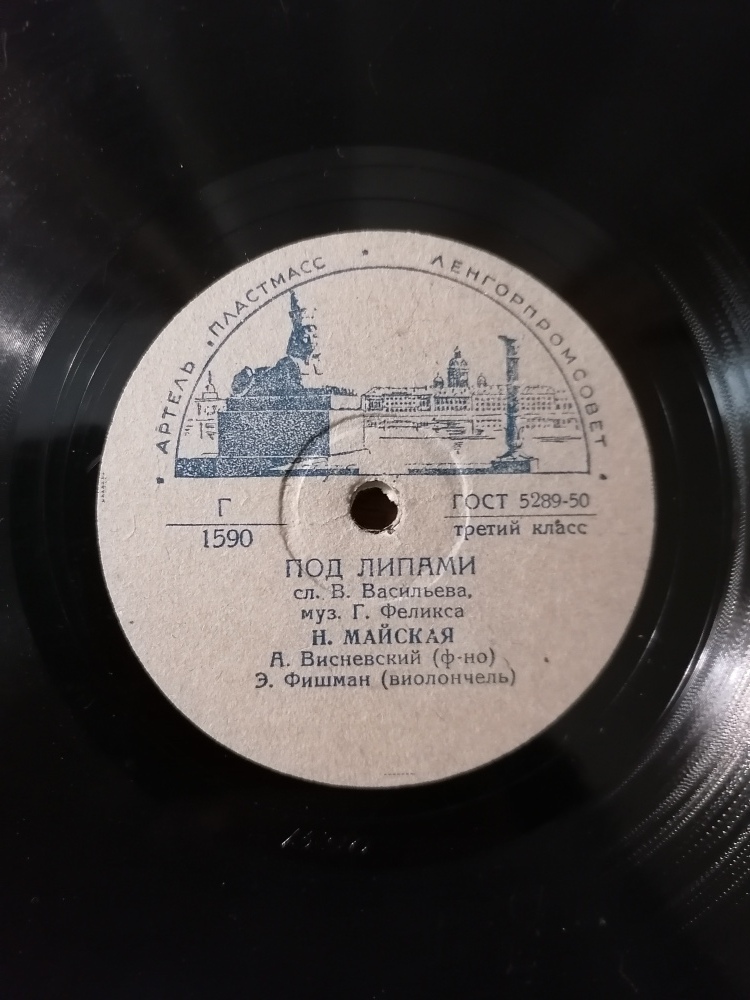 АРТЕЛЬ „ПЛАСТМАСС * ЛЕНГОРПРОМСОВЕТ
Г
1590
ГОСТ 5289-50
третий класс
ПОД ЛИПАМИ
сл. В. Васильева,
муз. Г. Феликса
Н. МАЙСКАЯ
А. Висневский (ф-но)
Э. Фишман (виолончель)